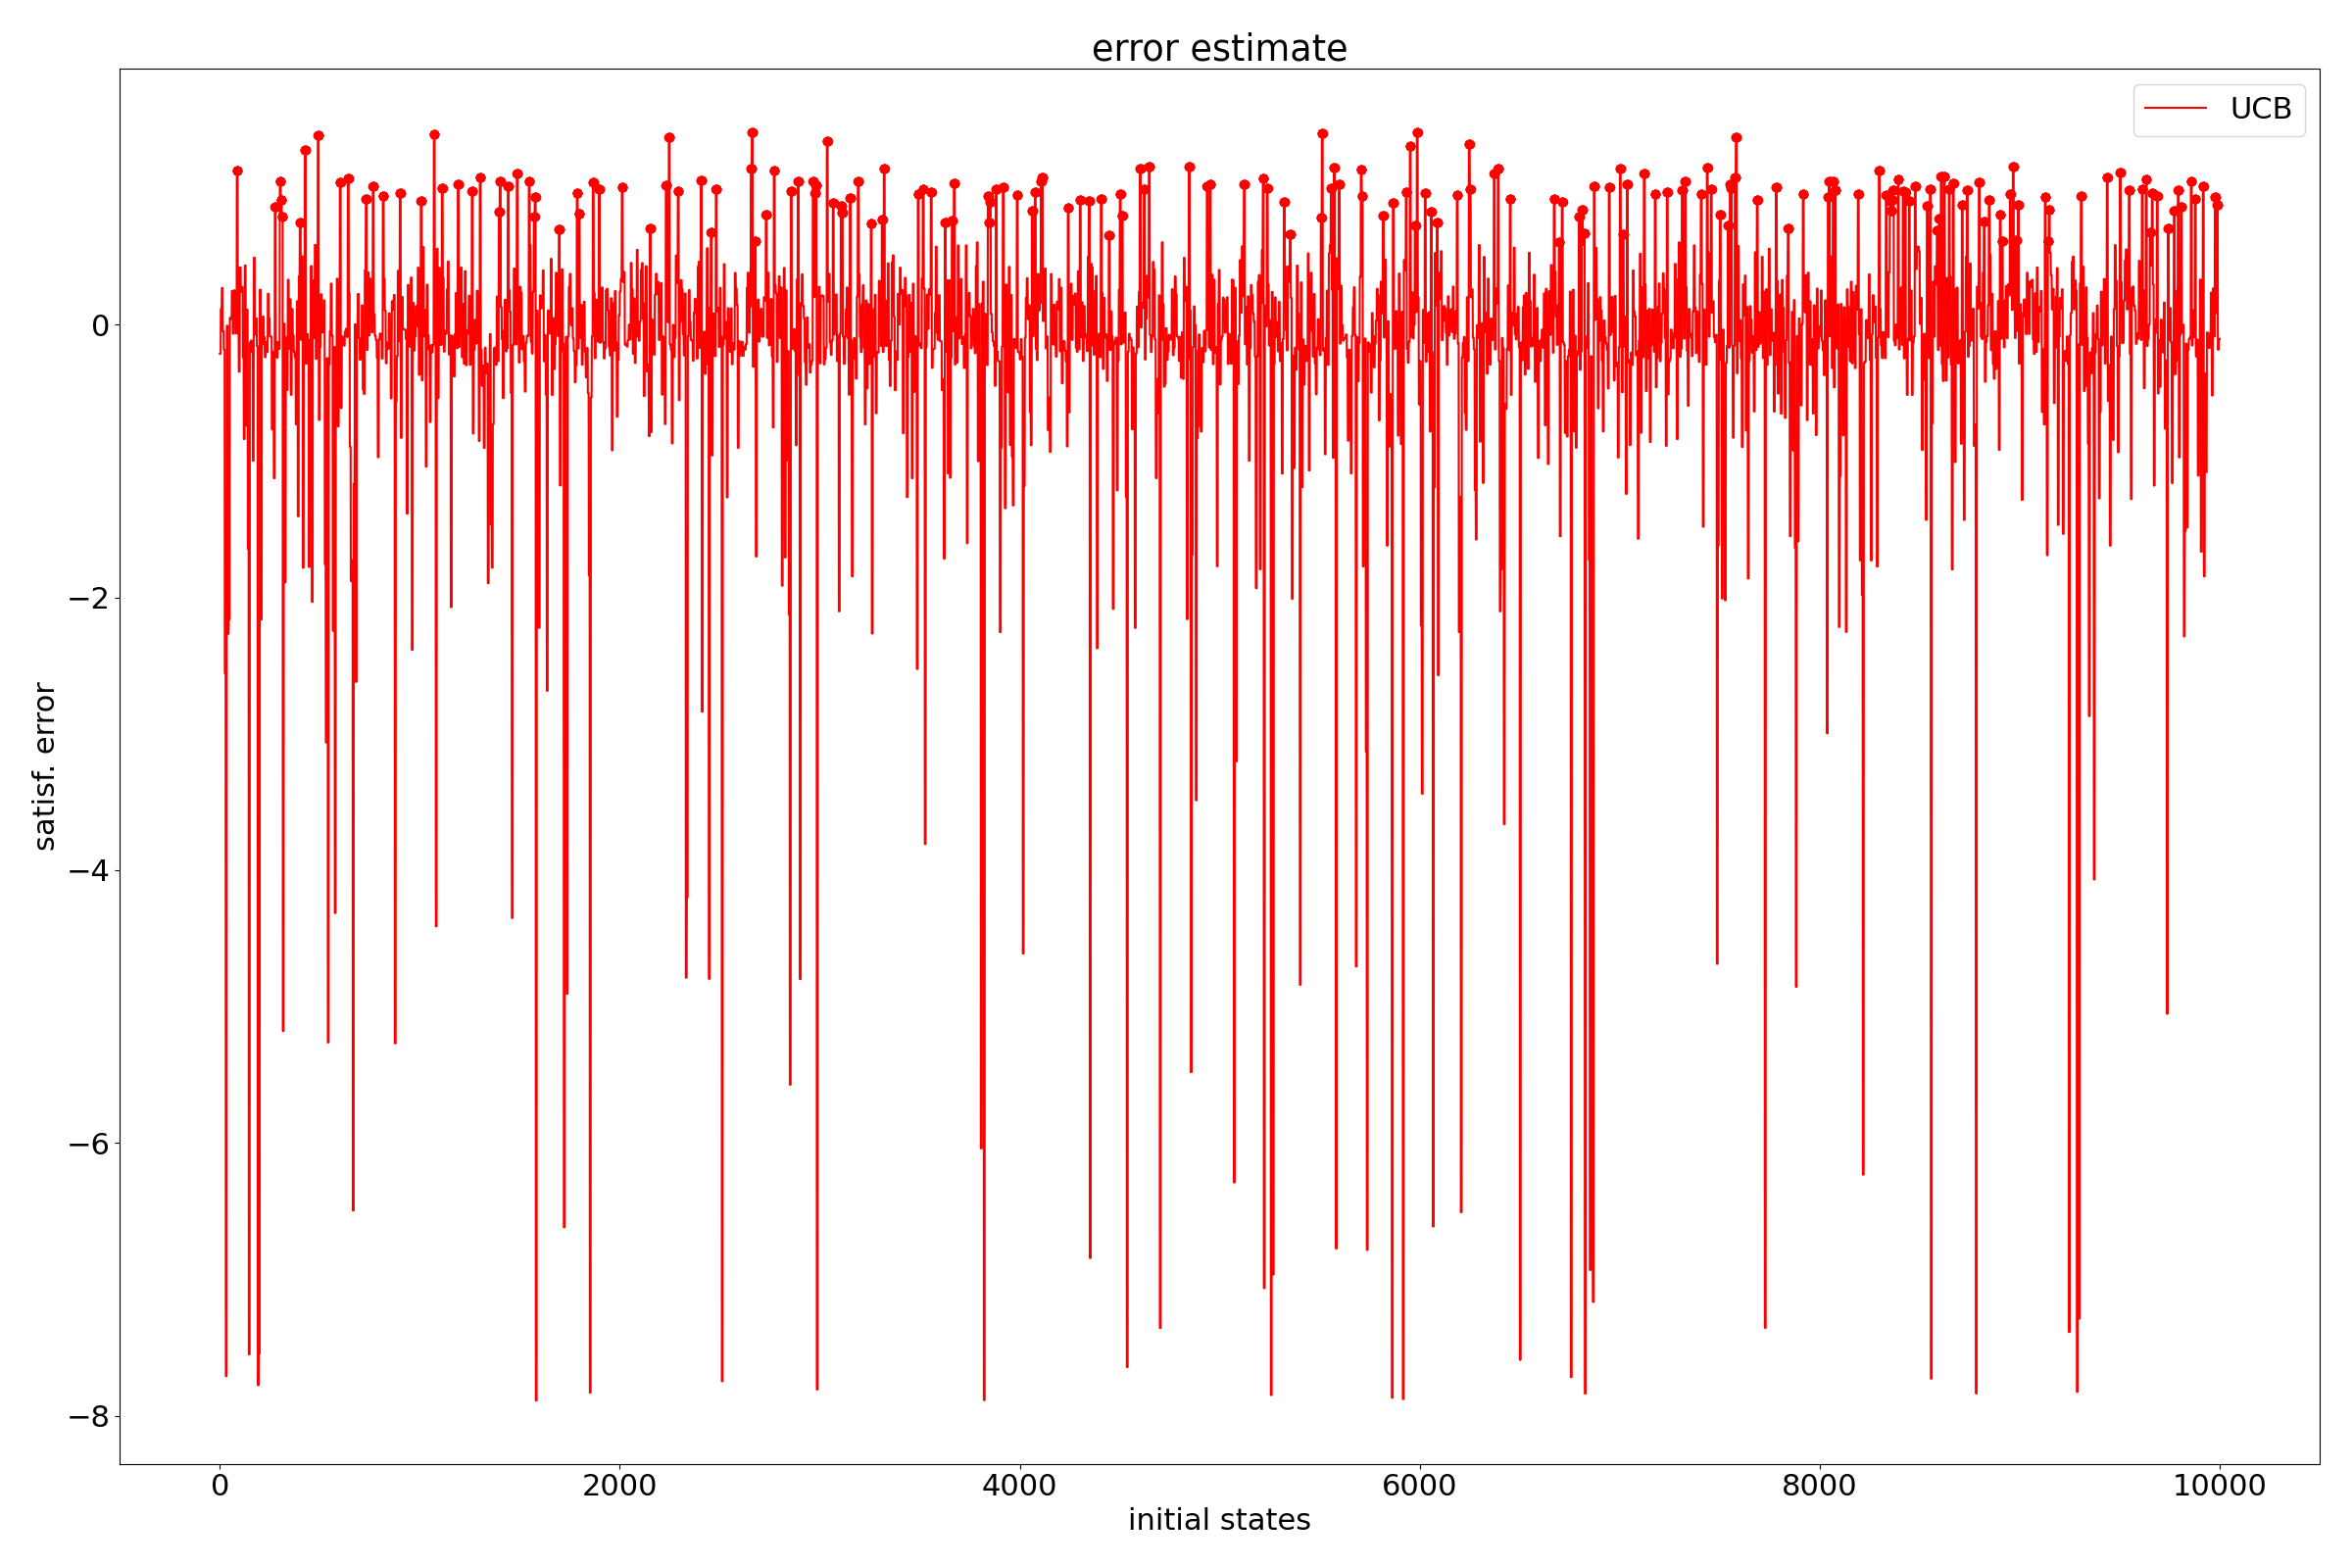 error estimate
UCB
0
−2
−4
−6
−8
satisf. error
0 2000 4000 6000 8000 10000
initial states